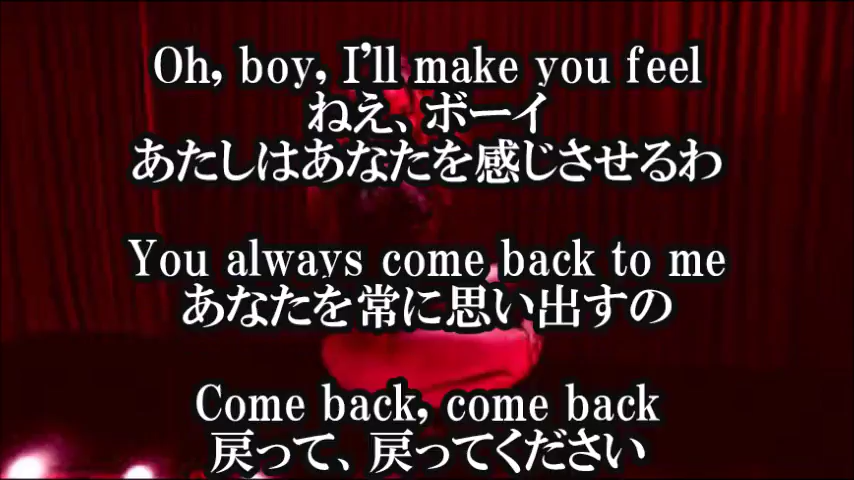 Oh, boy, I'll make you feel
ねえ、ボーイ
あたしはあなたを感じさせるわ
You always come back to me
あなたを常に思い出すの
Come back, come back
戻って、戻ってください